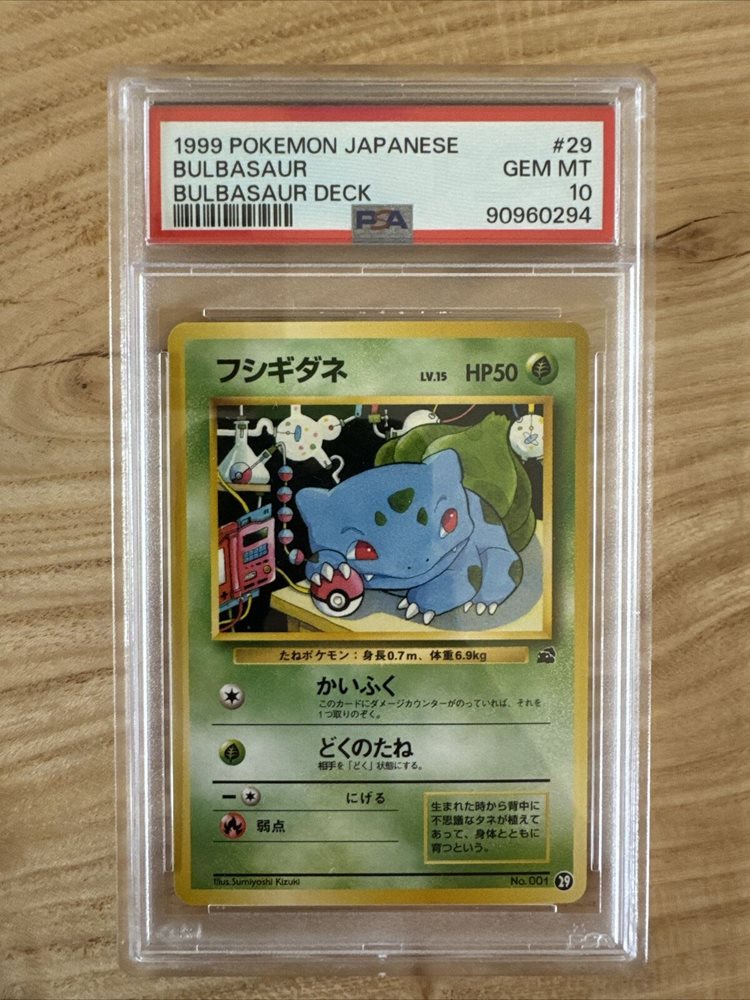 1999 POKEMON JAPANESE #29
BULBASAUR GEM MT
BULBASAUR DECK 10
PSA 90960294
フシギダネ LV.15 HP50
たねポケモン：身長0.7m、体重6.9kg
かいふく
このカードにダメージカウンターがのっていれば、それを
1つ取りのぞく。
どくのたね
相手を「どく」状態にする。
にげる
弱点
生まれた時から背中に
不思議なタネが植えて
あって、身体とともに
育つという。
Illus. Sumiyoshi Kizuki No. 001 29